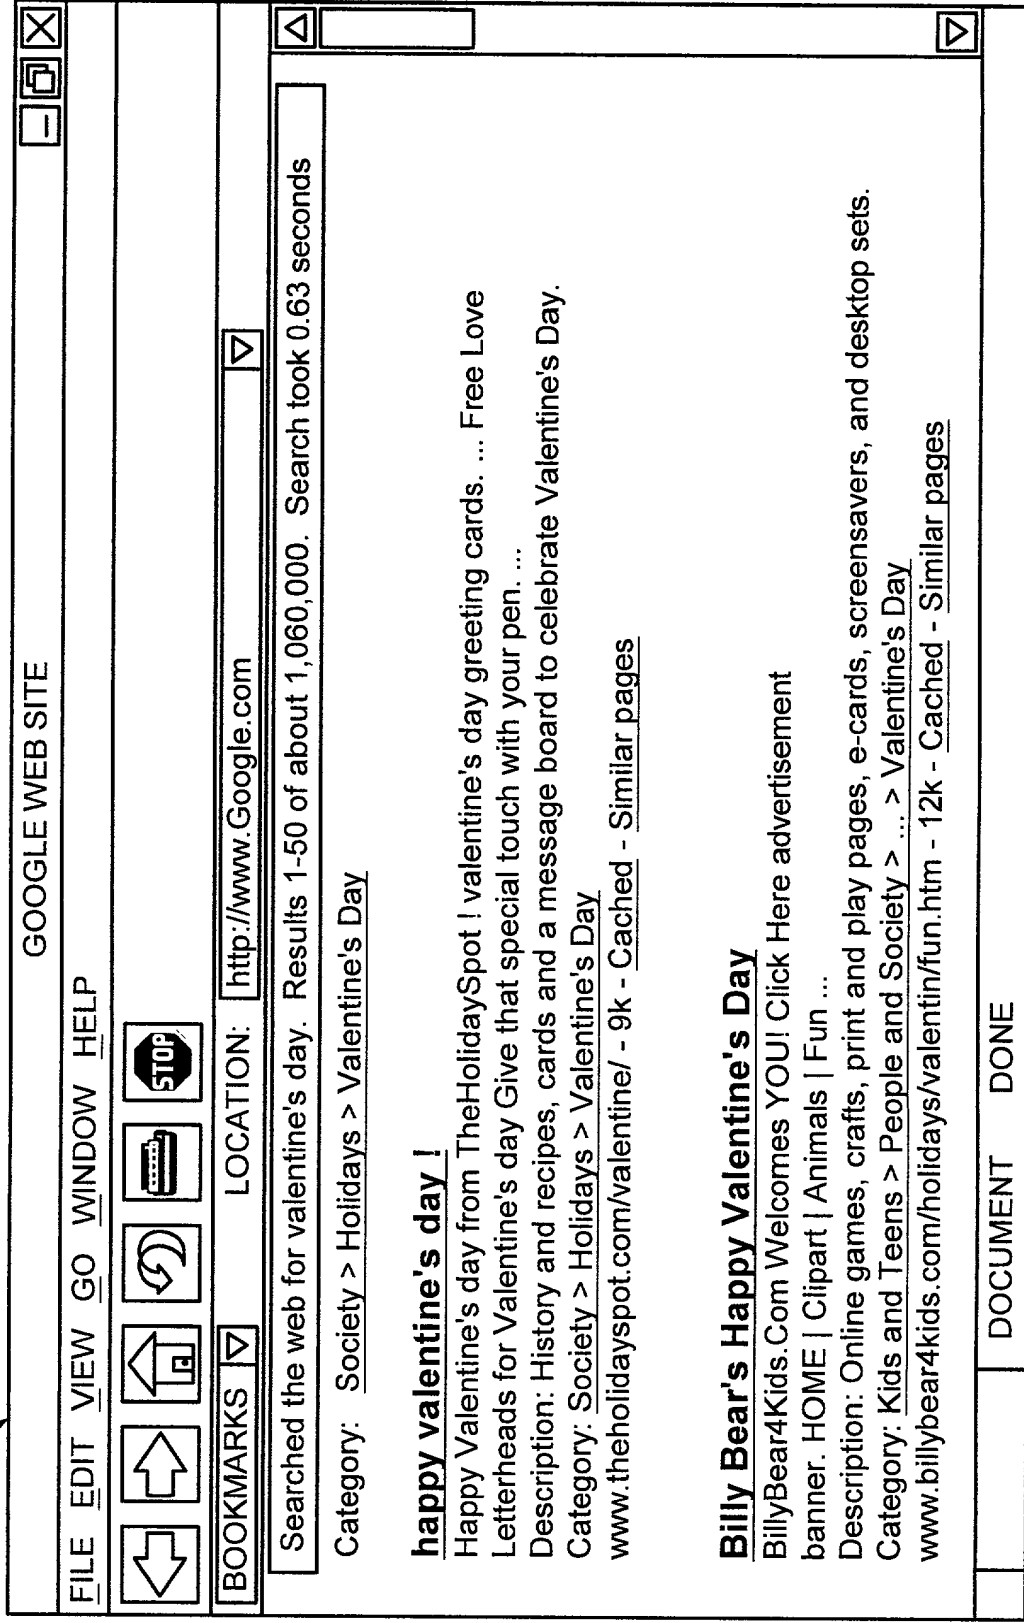 GOOGLE WEB SITE
FILE EDIT VIEW GO WINDOW HELP
STOP
BOOKMARKS LOCATION: http://www.Google.com
Searched the web for valentine's day. Results 1-50 of about 1,060,000. Search took 0.63 seconds
Category: Society > Holidays > Valentine's Day
happy valentine's day !
Happy Valentine's day from TheHolidaySpot ! valentine's day greeting cards. ... Free Love
Letterheads for Valentine's day Give that special touch with your pen. ...
Description: History and recipes, cards and a message board to celebrate Valentine's Day.
Category: Society > Holidays > Valentine's Day
www.theholidayspot.com/valentine/ - 9k - Cached - Similar pages
Billy Bear's Happy Valentine's Day
BillyBear4Kids.Com Welcomes YOU! Click Here advertisement
banner. HOME | Clipart | Animals | Fun ...
Description: Online games, crafts, print and play pages, e-cards, screensavers, and desktop sets.
Category: Kids and Teens > People and Society > ... > Valentine's Day
www.billybear4kids.com/holidays/valentin/fun.htm - 12k - Cached - Similar pages
DOCUMENT DONE